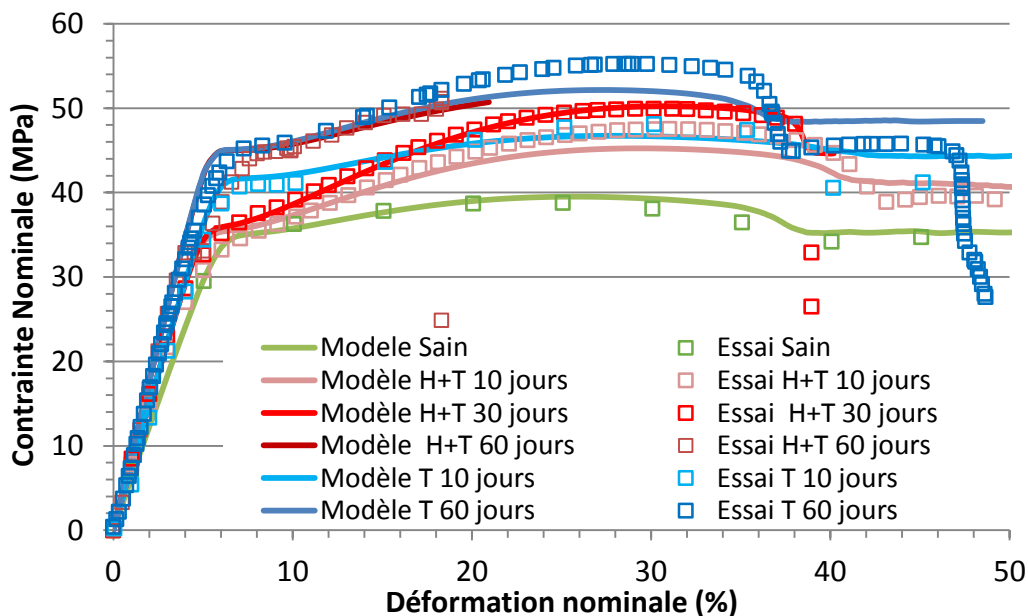 60
50
40
30
20
10
0
Contrainte Nominale (MPa)
Modele Sain Essai Sain
Modèle H+T 10 jours Essai H+T 10 jours
Modèle H+T 30 jours Essai  H+T 30 jours
Modèle  H+T 60 jours Essai H+T 60 jours
Modèle T 10 jours Essai T 10 jours
Modèle T 60 jours Essai T 60 jours
0 10 20 30 40 50
Déformation nominale (%)